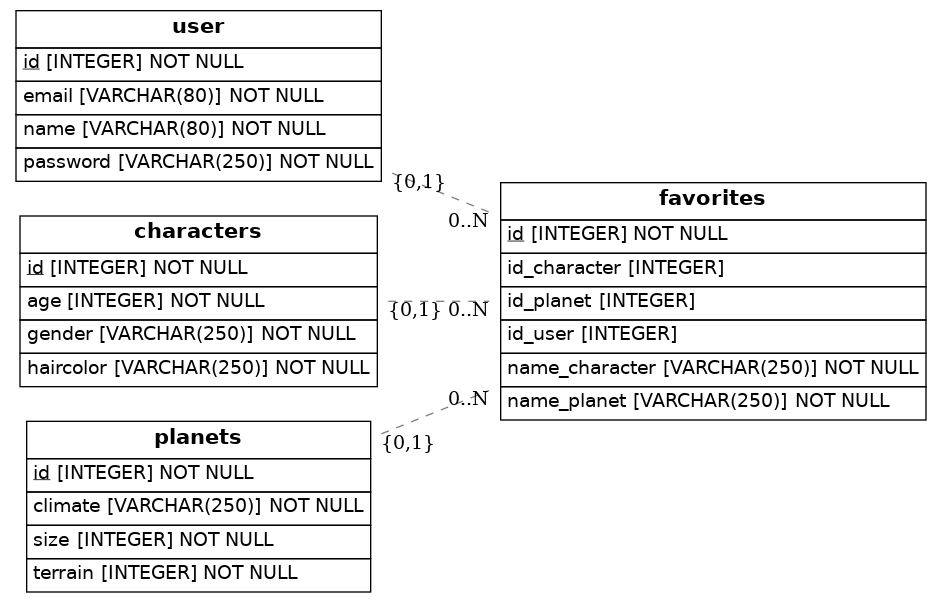 user
id [INTEGER] NOT NULL
email [VARCHAR(80)] NOT NULL
name [VARCHAR(80)] NOT NULL
password [VARCHAR(250)] NOT NULL
{0,1}
0..N
characters
id [INTEGER] NOT NULL
age [INTEGER] NOT NULL
gender [VARCHAR(250)] NOT NULL
haircolor [VARCHAR(250)] NOT NULL
{0,1} 0..N
planets
id [INTEGER] NOT NULL
climate [VARCHAR(250)] NOT NULL
size [INTEGER] NOT NULL
terrain [INTEGER] NOT NULL
0..N
{0,1}
favorites
id [INTEGER] NOT NULL
id_character [INTEGER]
id_planet [INTEGER]
id_user [INTEGER]
name_character [VARCHAR(250)] NOT NULL
name_planet [VARCHAR(250)] NOT NULL